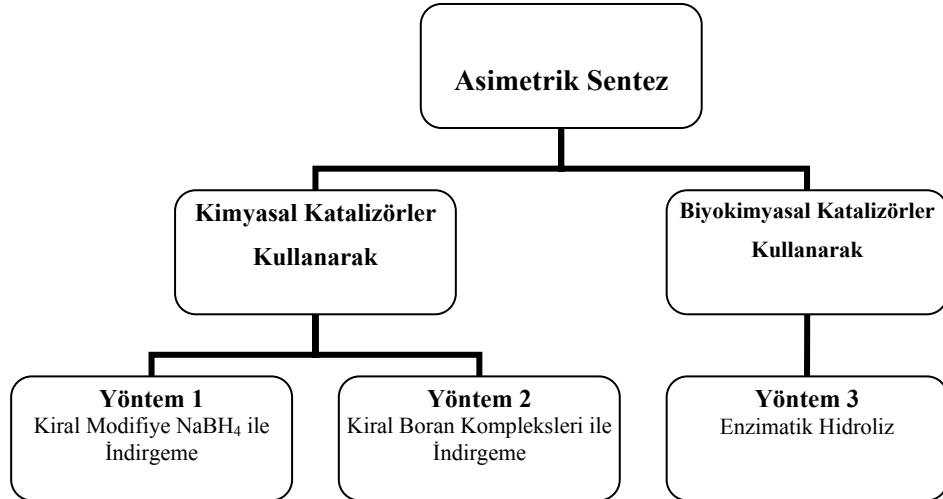 Asimetrik Sentez
Kimyasal Katalizörler
Kullanarak
Biyokimyasal Katalizörler
Kullanarak
Yöntem 1
Kiral Modifiye NaBH₄ ile
İndirgeme
Yöntem 2
Kiral Boran Kompleksleri ile
İndirgeme
Yöntem 3
Enzimatik Hidroliz